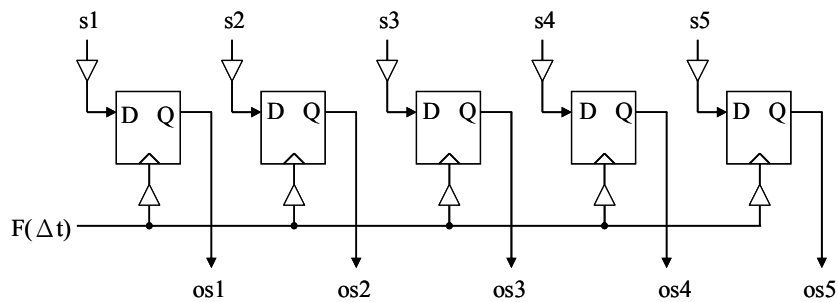 s1 s2 s3 s4 s5
D Q D Q D Q D Q D Q
F(Δt)
os1 os2 os3 os4 os5